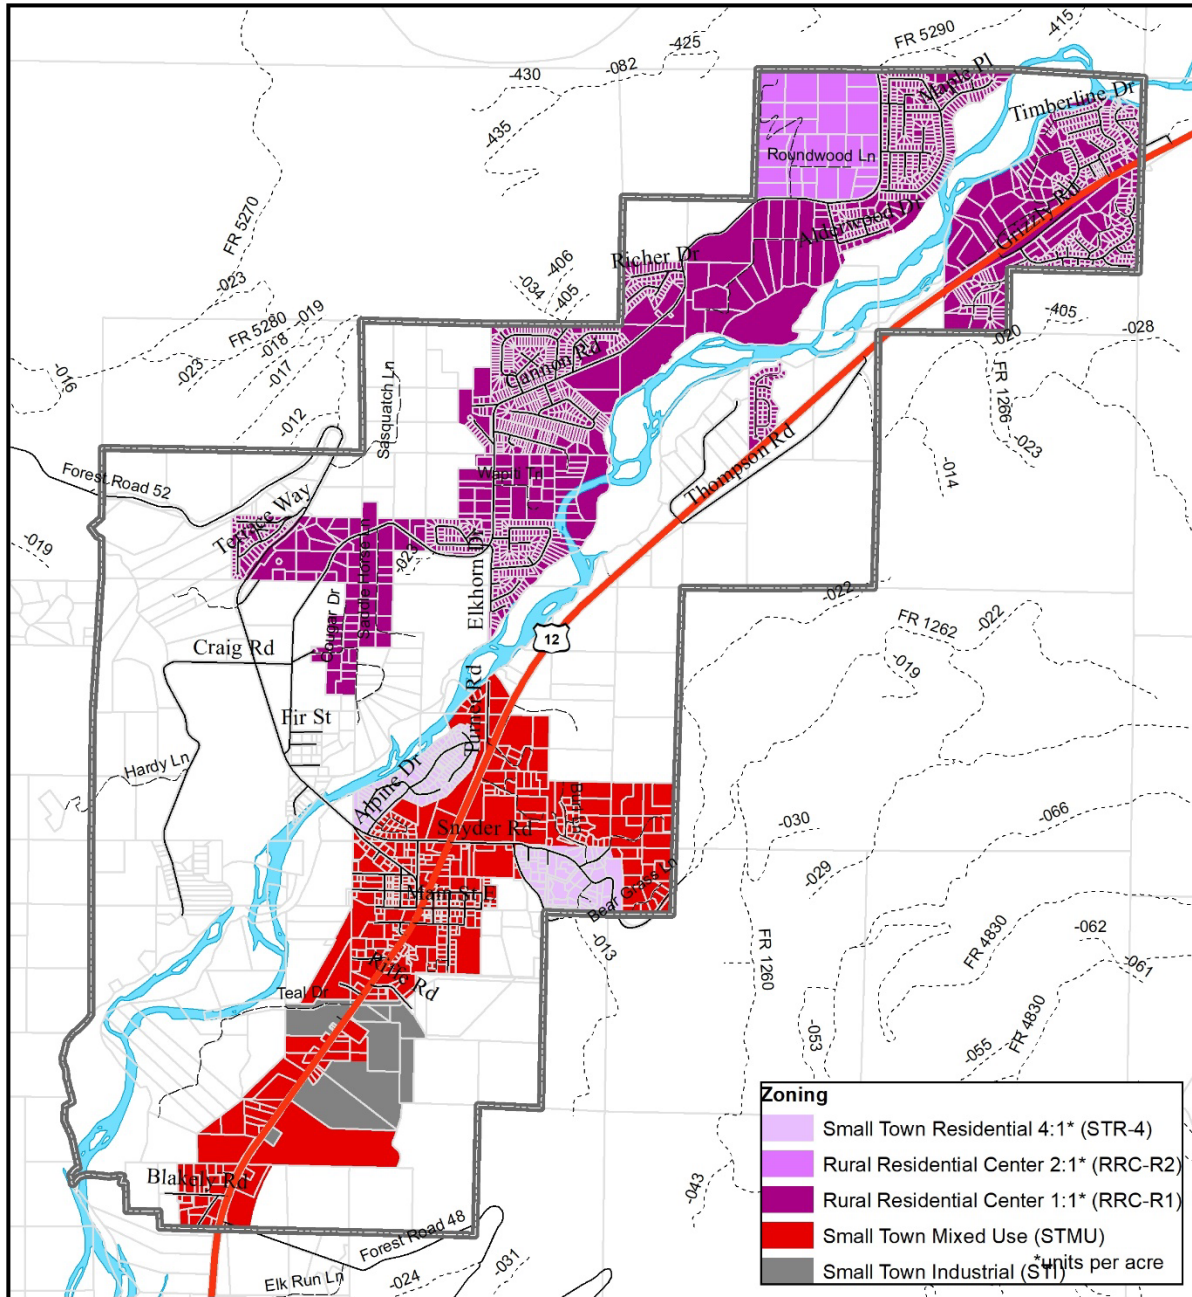 -415
FR 5290
-425
-082
-430
Maple Pl
Timberline Dr
-435
Roundwood Ln
FR 5270
Alderwood Dr
Grizzly Rd
Richer Dr
-406
-034
-405
-023
-019
FR 5280
-018
-023
-017
-405
-028
-020
-016
Cannon Rd
Sasquatch Ln
FR 1266
-012
-023
Forest Road 52
Wapiti Ln
Thompson Rd
-014
Terrace Way
-019
Saddle Horse Ln
-023
Elkhorn Dr
-022
Cougar Dr
FR 1262
-022
12
Craig Rd
-019
Turner Rd
Fir St
Hardy Ln
Alpine Dr
Snyder Rd
-030
-066
-029
Main St E
Bear Grass Ln
-013
FR 1260
FR 4830
-062
-061
Kiffe Rd
Teal Dr
-053
-055
FR 4830
Zoning
Small Town Residential 4:1* (STR-4)
Rural Residential Center 2:1* (RRC-R2)
Rural Residential Center 1:1* (RRC-R1)
Small Town Mixed Use (STMU)
Small Town Industrial (STI)
*units per acre
-043
Blakely Rd
Forest Road 48
Elk Run Ln
-024
-031